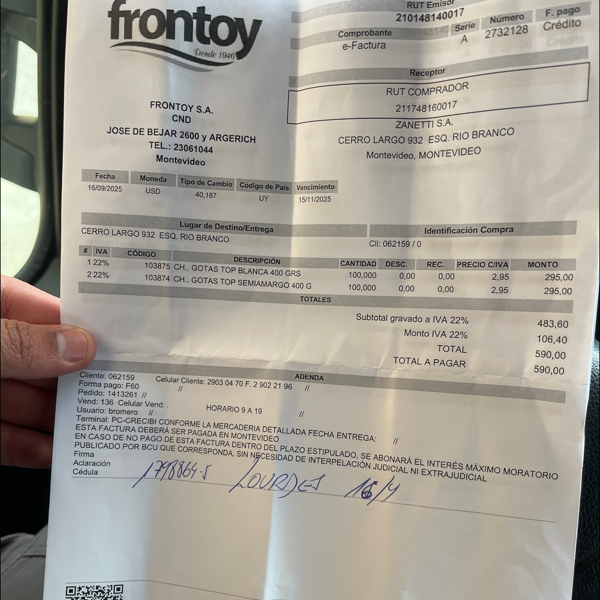 frontoy
Desde 1946
RUT Emisor
210148140017
Comprobante Serie Número F. pago
e-Factura A 2732128 Crédito
Receptor
RUT COMPRADOR
211748160017
FRONTOY S.A.
CND
JOSE DE BEJAR 2600 y ARGERICH
TEL.: 23061044
Montevideo
ZANETTI S.A.
CERRO LARGO 932 ESQ. RIO BRANCO
Montevideo, MONTEVIDEO
Fecha Moneda Tipo de Cambio Código de País Vencimiento
16/09/2025 USD 40,187 UY 15/11/2025
Lugar de Destino/Entrega Identificación Compra
CERRO LARGO 932 ESQ. RIO BRANCO Cli: 062159 / 0
# IVA CÓDIGO DESCRIPCIÓN CANTIDAD DESC. REC. PRECIO C/IVA MONTO
1 22% 103875 CH.. GOTAS TOP BLANCA 400 GRS 100,000 0,00 0,00 2,95 295,00
2 22% 103874 CH.. GOTAS TOP SEMIAMARGO 400 G 100,000 0,00 0,00 2,95 295,00
TOTALES
Subtotal gravado a IVA 22% 483,60
Monto IVA 22% 106,40
TOTAL 590,00
TOTAL A PAGAR 590,00
ADENDA
Cliente: 062159 Celular Cliente: 2903 04 70 F. 2 902 21 96 //
Forma pago: F60 //
Pedido: 1413261 // //
Vend: 136 Celular Vend: . HORARIO 9 A 19
Usuario: bromero // //
Terminal: PC-CRECIBI CONFORME LA MERCADERIA DETALLADA FECHA ENTREGA: //
ESTA FACTURA DEBERÁ SER PAGADA EN MONTEVIDEO
EN CASO DE NO PAGO DE ESTA FACTURA DENTRO DEL PLAZO ESTIPULADO, SE ABONARÁ EL INTERÉS MÁXIMO MORATORIO
PUBLICADO POR BCU QUE CORRESPONDA, SIN NECESIDAD DE INTERPELACIÓN JUDICIAL NI EXTRAJUDICIAL
Firma
Aclaración
Cédula
LOURDES